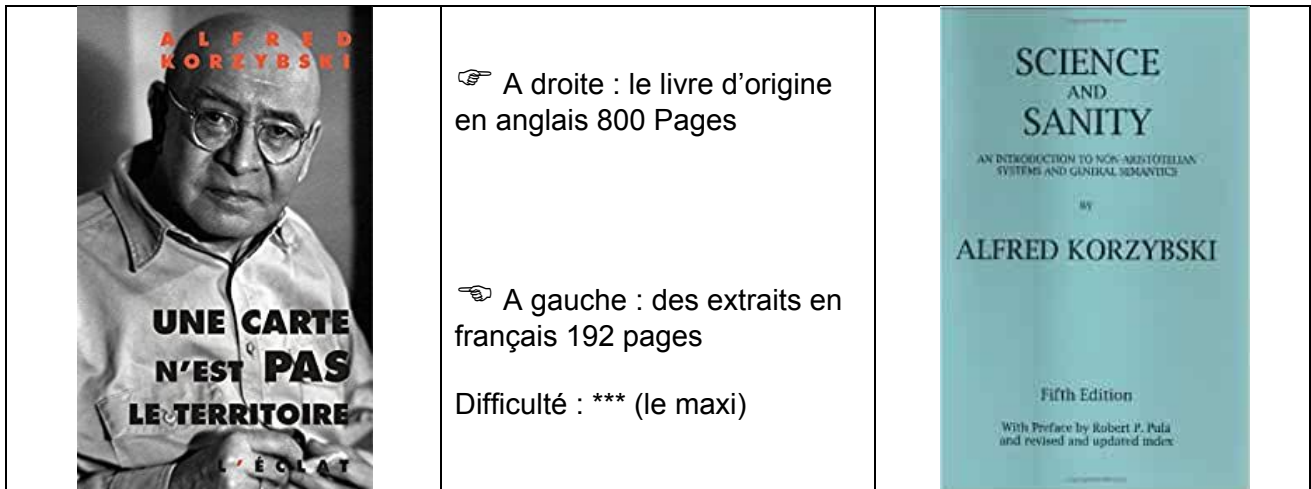 ALFRED
KORZYBSKI
UNE CARTE
N'EST PAS
LE TERRITOIRE
L'ÉCLAT
☞ A droite : le livre d'origine
en anglais 800 Pages
☜ A gauche : des extraits en
français 192 pages
Difficulté : *** (le maxi)
SCIENCE
AND
SANITY
AN INTRODUCTION TO NON-ARISTOTELIAN
SYSTEMS AND GENERAL SEMANTICS
BY
ALFRED KORZYBSKI
Fifth Edition
With Preface by Robert P. Pula
and revised and updated index